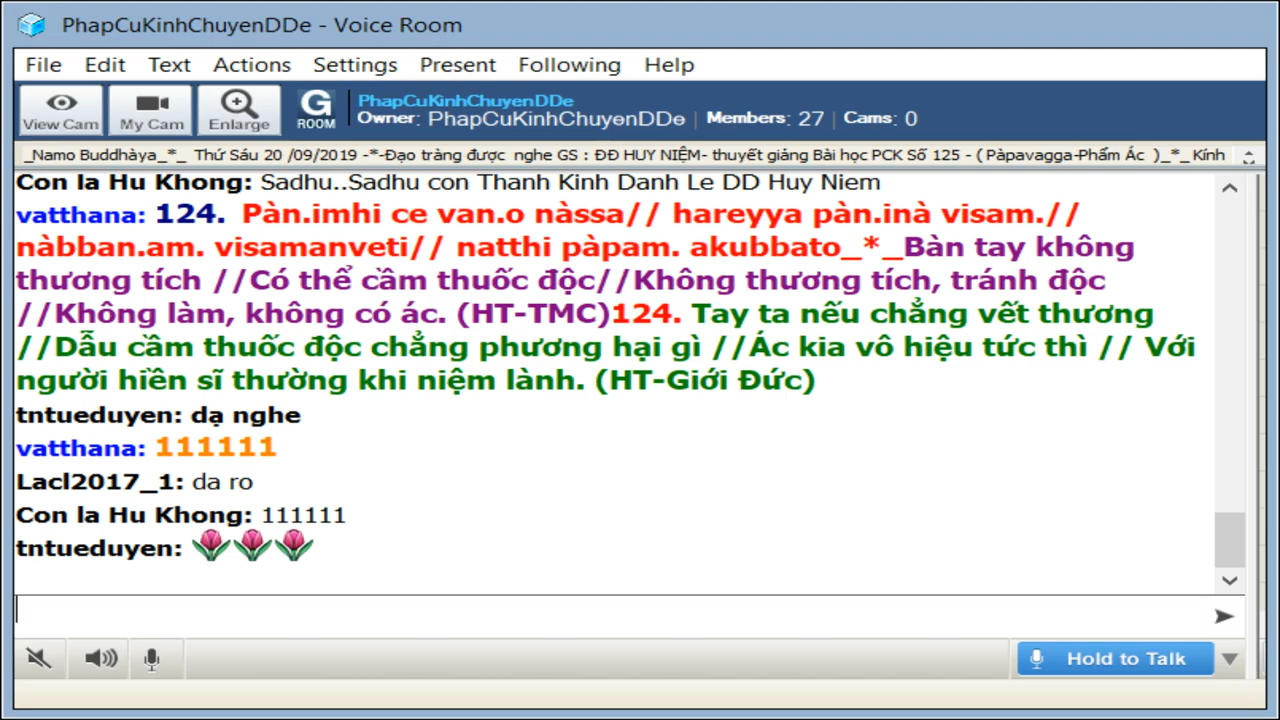 PhapCuKinhChuyenDDe - Voice Room
File Edit Text Actions Settings Present Following Help
View Cam My Cam Enlarge G ROOM
PhapCuKinhChuyenDDe
Owner: PhapCuKinhChuyenDDe | Members: 27 | Cams: 0
_Namo Buddhàya_*_ Thứ Sáu 20 /09/2019 -*-Đạo tràng được nghe GS : ĐĐ HUY NIỆM- thuyết giảng Bài học PCK Số 125 - ( Pàpavagga-Phẩm Ác )_*_ Kính
Con la Hu Khong: Sadhu..Sadhu con Thanh Kinh Danh Le DD Huy Niem
vatthana: 124. Pàn.imhi ce van.o nàssa// hareyya pàn.inà visam.//
nàbban.am. visamanveti// natthi pàpam. akubbato_*_Bàn tay không
thương tích //Có thể cầm thuốc độc//Không thương tích, tránh độc
//Không làm, không có ác. (HT-TMC)124. Tay ta nếu chẳng vết thương
//Dẫu cầm thuốc độc chẳng phương hại gì //Ác kia vô hiệu tức thì // Với
người hiền sĩ thường khi niệm lành. (HT-Giới Đức)
tntueduyen: dạ nghe
vatthana: 111111
Lacl2017_1: da ro
Con la Hu Khong: 111111
tntueduyen:
Hold to Talk